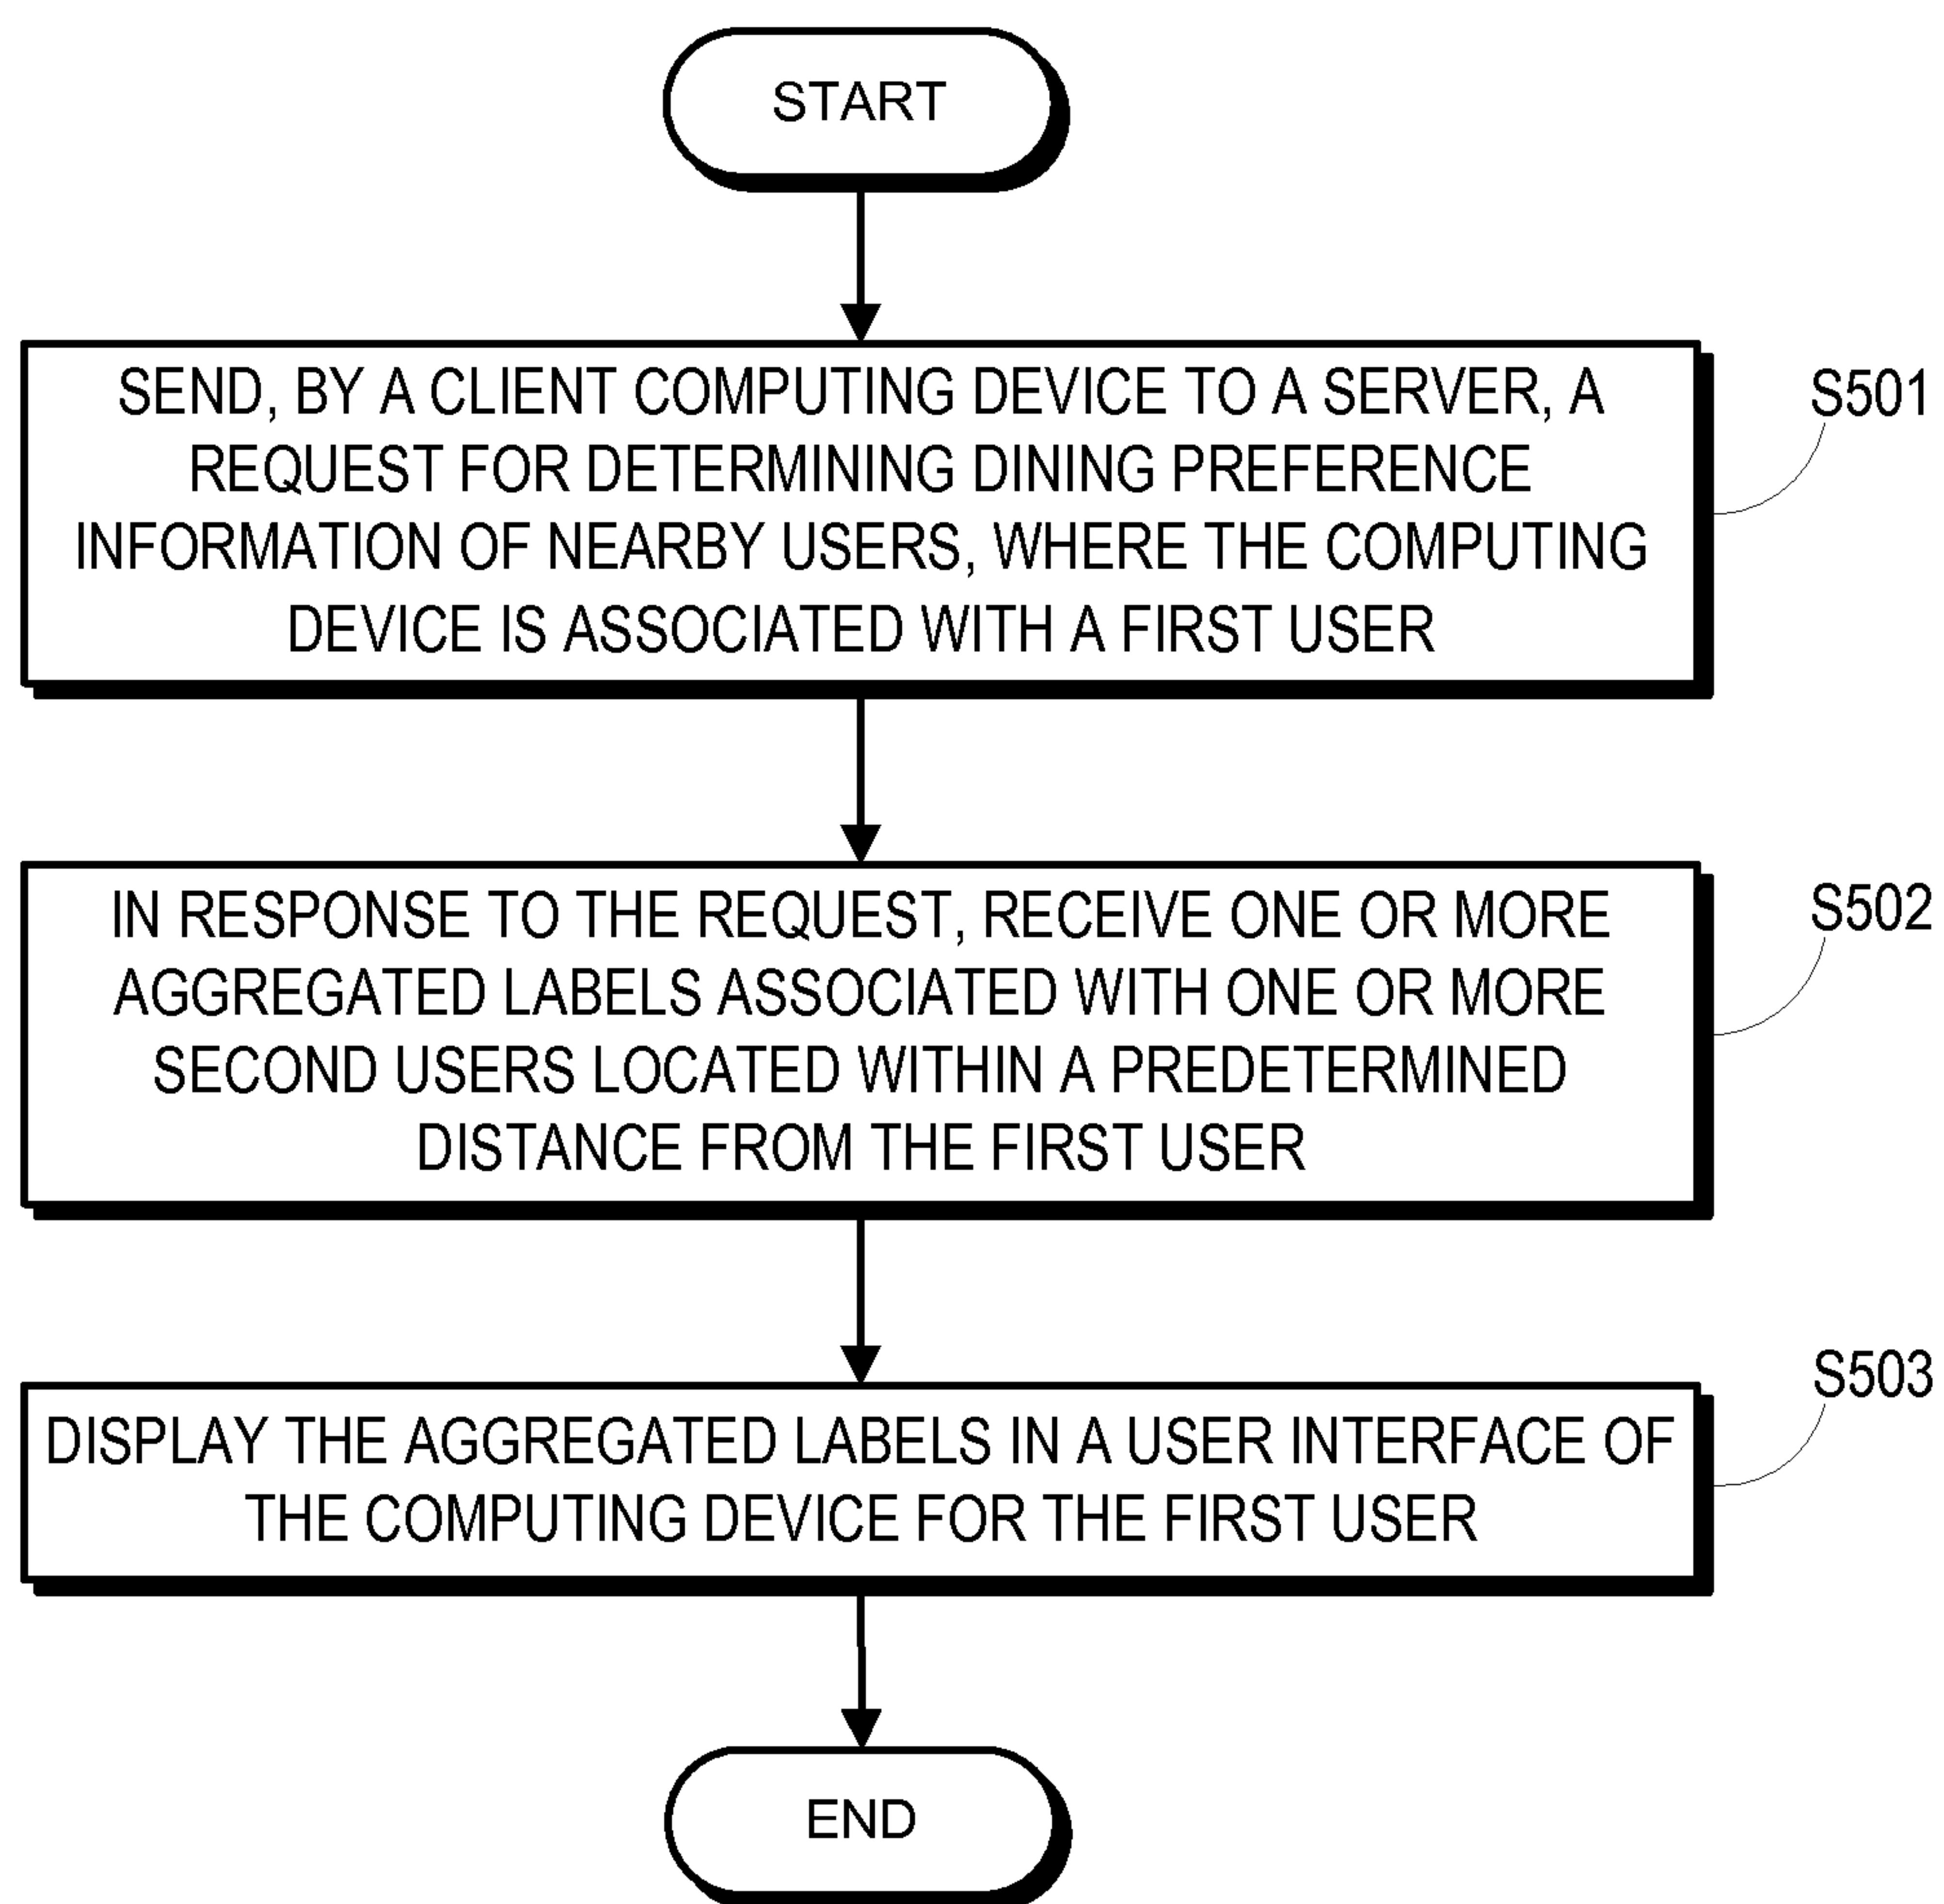 START
SEND, BY A CLIENT COMPUTING DEVICE TO A SERVER, A
REQUEST FOR DETERMINING DINING PREFERENCE
INFORMATION OF NEARBY USERS, WHERE THE COMPUTING
DEVICE IS ASSOCIATED WITH A FIRST USER
S501
IN RESPONSE TO THE REQUEST, RECEIVE ONE OR MORE
AGGREGATED LABELS ASSOCIATED WITH ONE OR MORE
SECOND USERS LOCATED WITHIN A PREDETERMINED
DISTANCE FROM THE FIRST USER
S502
DISPLAY THE AGGREGATED LABELS IN A USER INTERFACE OF
THE COMPUTING DEVICE FOR THE FIRST USER
S503
END